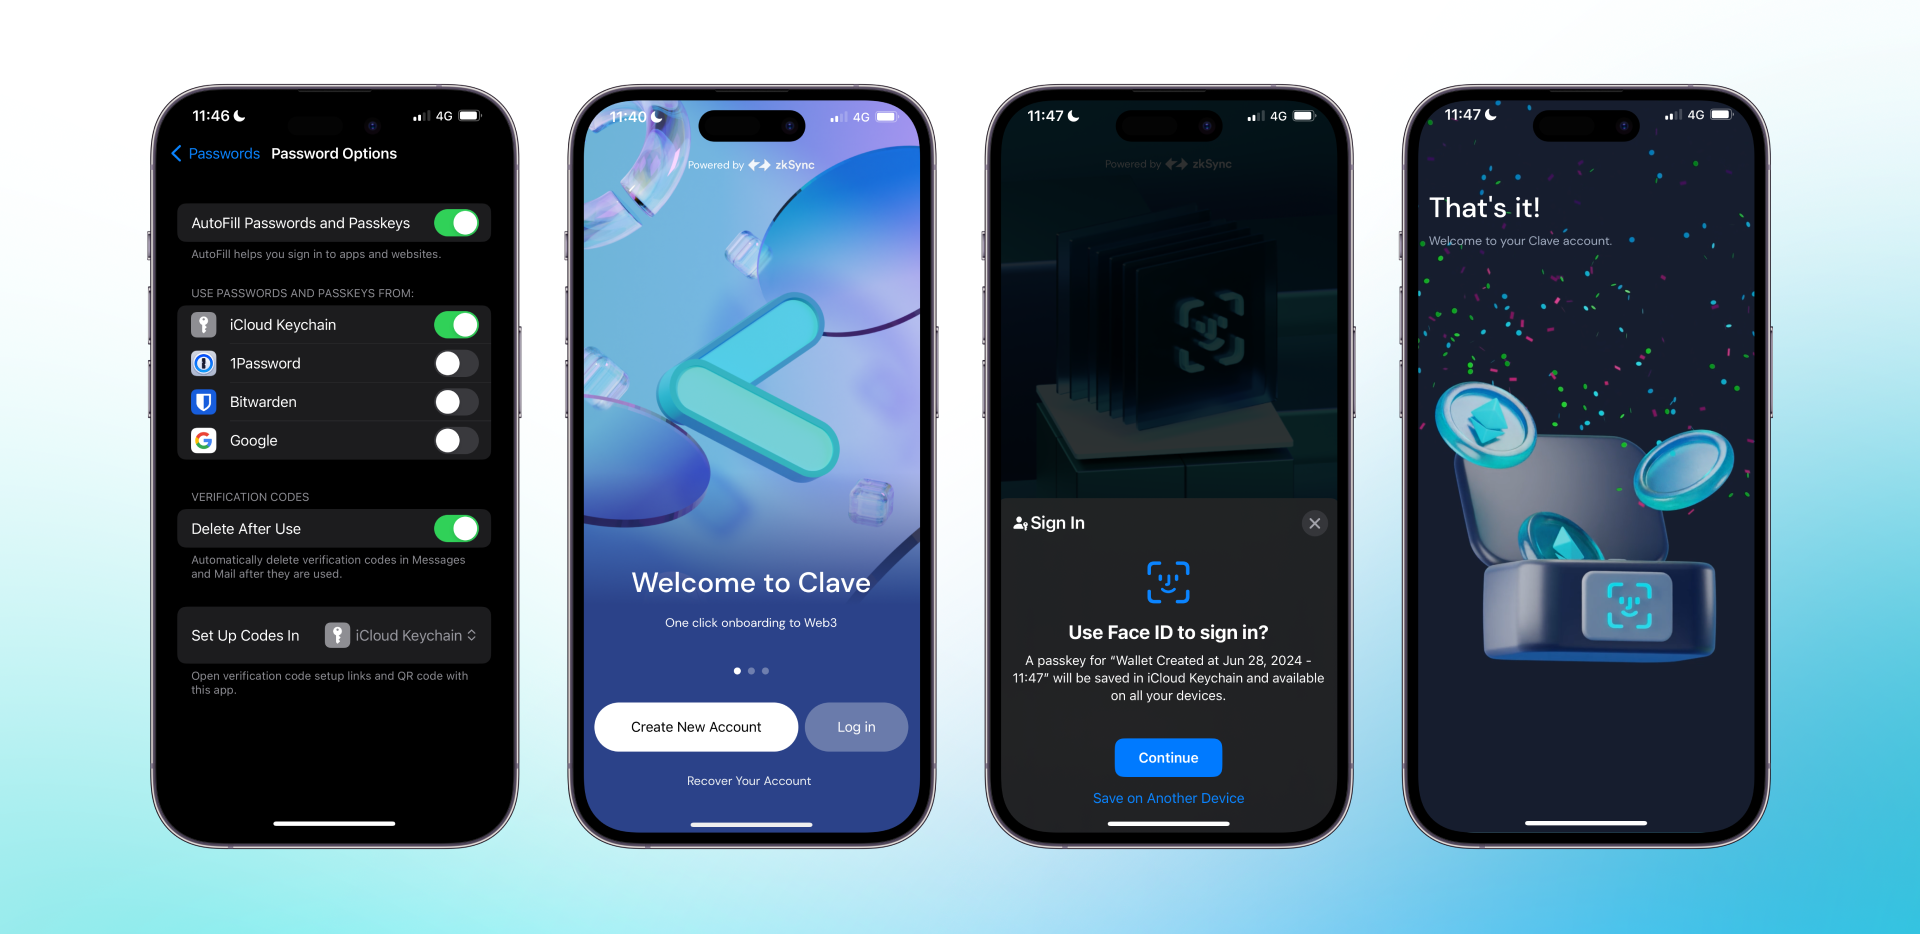 11:46
4G
Passwords Password Options
AutoFill Passwords and Passkeys
AutoFill helps you sign in to apps and websites.
USE PASSWORDS AND PASSKEYS FROM:
iCloud Keychain
1Password
Bitwarden
Google
VERIFICATION CODES
Delete After Use
Automatically delete verification codes in Messages
and Mail after they are used.
Set Up Codes In iCloud Keychain
Open verification code setup links and QR code with
this app.
11:40
4G
Powered by zkSync
Welcome to Clave
One click onboarding to Web3
Create New Account
Log in
Recover Your Account
11:47
4G
Powered by zkSync
Sign In
Use Face ID to sign in?
A passkey for “Wallet Created at Jun 28, 2024 -
11:47” will be saved in iCloud Keychain and available
on all your devices.
Continue
Save on Another Device
11:47
4G
That's it!
Welcome to your Clave account.